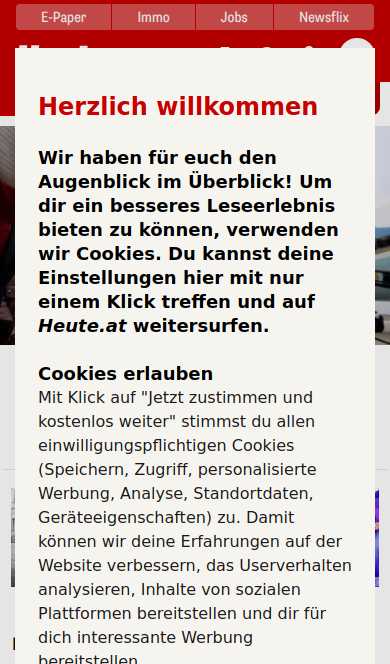 E-Paper Immo Jobs Newsflix
Herzlich willkommen
Wir haben für euch den
Augenblick im Überblick! Um
dir ein besseres Leseerlebnis
bieten zu können, verwenden
wir Cookies. Du kannst deine
Einstellungen hier mit nur
einem Klick treffen und auf
Heute.at weitersurfen.
Cookies erlauben
Mit Klick auf "Jetzt zustimmen und
kostenlos weiter" stimmst du allen
einwilligungspflichtigen Cookies
(Speichern, Zugriff, personalisierte
Werbung, Analyse, Standortdaten,
Geräteeigenschaften) zu. Damit
können wir deine Erfahrungen auf der
Website verbessern, das Userverhalten
analysieren, Inhalte von sozialen
Plattformen bereitstellen und dir für
dich interessante Werbung
bereitstellen.